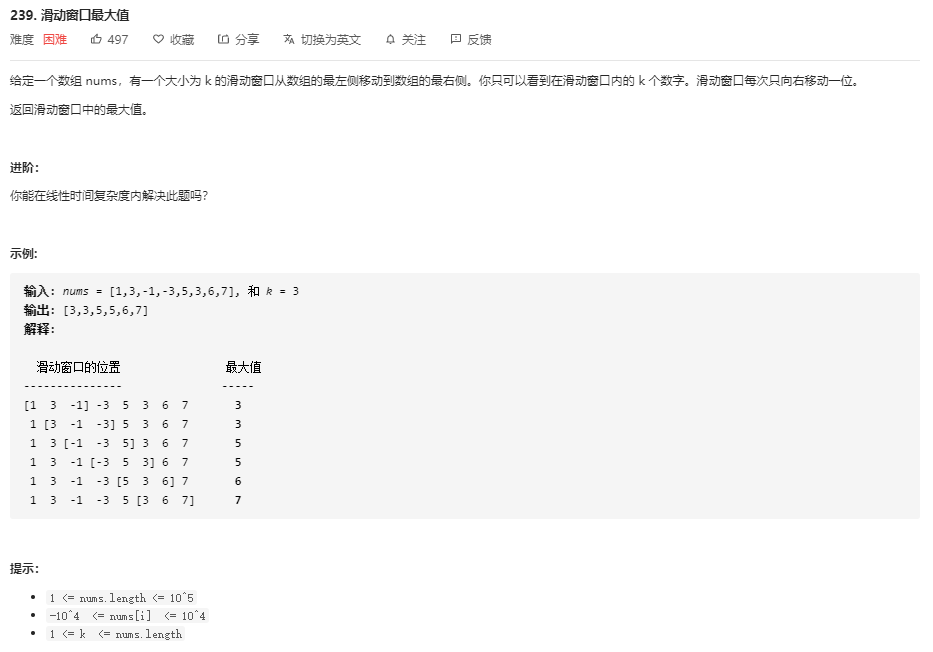 239. 滑动窗口最大值
难度 困难 497 收藏 分享 切换为英文 关注 反馈
给定一个数组 nums，有一个大小为 k 的滑动窗口从数组的最左侧移动到数组的最右侧。你只可以看到在滑动窗口内的 k 个数字。滑动窗口每次只向右移动一位。
返回滑动窗口中的最大值。
进阶：
你能在线性时间复杂度内解决此题吗？
示例:
输入: nums = [1,3,-1,-3,5,3,6,7], 和 k = 3
输出: [3,3,5,5,6,7]
解释:
滑动窗口的位置 最大值
--------------- -----
[1 3 -1] -3 5 3 6 7 3
1 [3 -1 -3] 5 3 6 7 3
1 3 [-1 -3 5] 3 6 7 5
1 3 -1 [-3 5 3] 6 7 5
1 3 -1 -3 [5 3 6] 7 6
1 3 -1 -3 5 [3 6 7] 7
提示：
• 1 <= nums.length <= 10^5
• -10^4 <= nums[i] <= 10^4
• 1 <= k <= nums.length